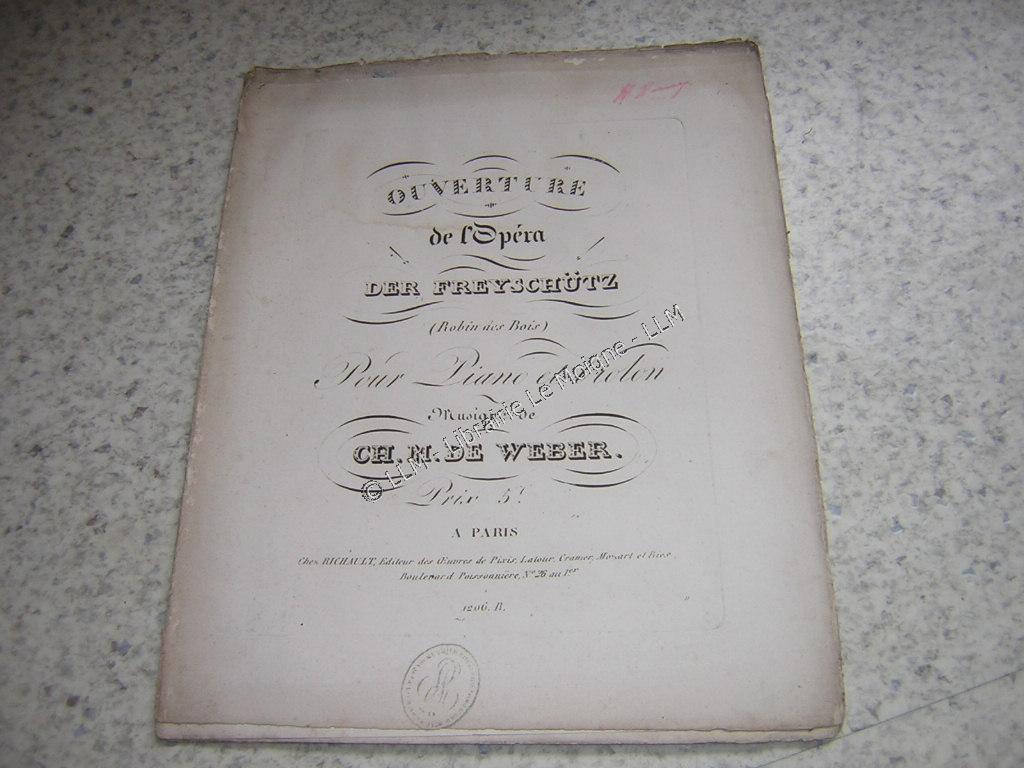 OUVERTURE
de l'Opéra
DER FREYSCHÜTZ
(Robin des Bois)
Pour Piano et Violon
Musique de
CH. M. DE WEBER.
Prix 5f.
A PARIS
Chez RICHAULT, Editeur des Œuvres de Pixis, Latour, Cramer, Mozart et Ries.
Boulevard Poissonnière, No. 26 au 1er
1206. R.
© LLM - Librairie Le Moigne - LLM